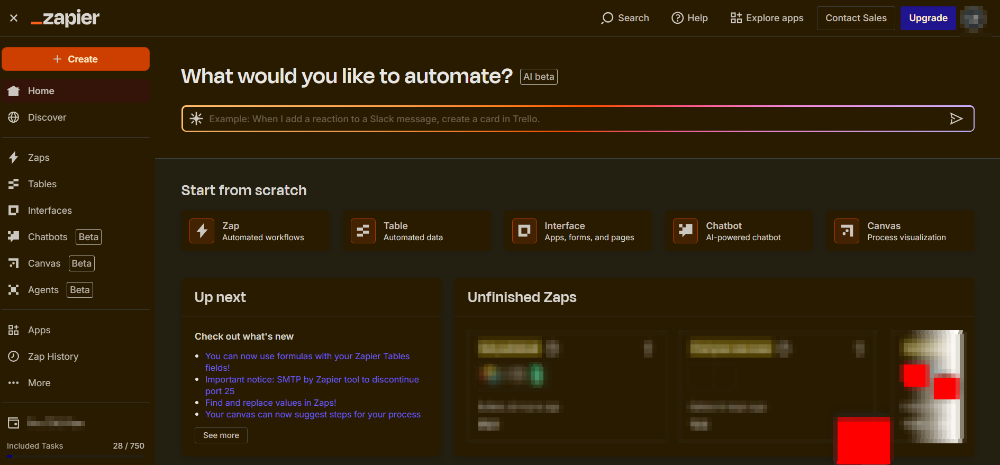 zapier
Search
Help
Explore apps
Contact Sales
Upgrade
Create
Home
Discover
Zaps
Tables
Interfaces
Chatbots Beta
Canvas Beta
Agents Beta
Apps
Zap History
More
Included Tasks 28 / 750
What would you like to automate? AI beta
Example: When I add a reaction to a Slack message, create a card in Trello.
Start from scratch
Zap
Automated workflows
Table
Automated data
Interface
Apps, forms, and pages
Chatbot
AI-powered chatbot
Canvas
Process visualization
Up next
Check out what's new
You can now use formulas with your Zapier Tables
fields!
Important notice: SMTP by Zapier tool to discontinue
port 25
Find and replace values in Zaps!
Your canvas can now suggest steps for your process
See more
Unfinished Zaps